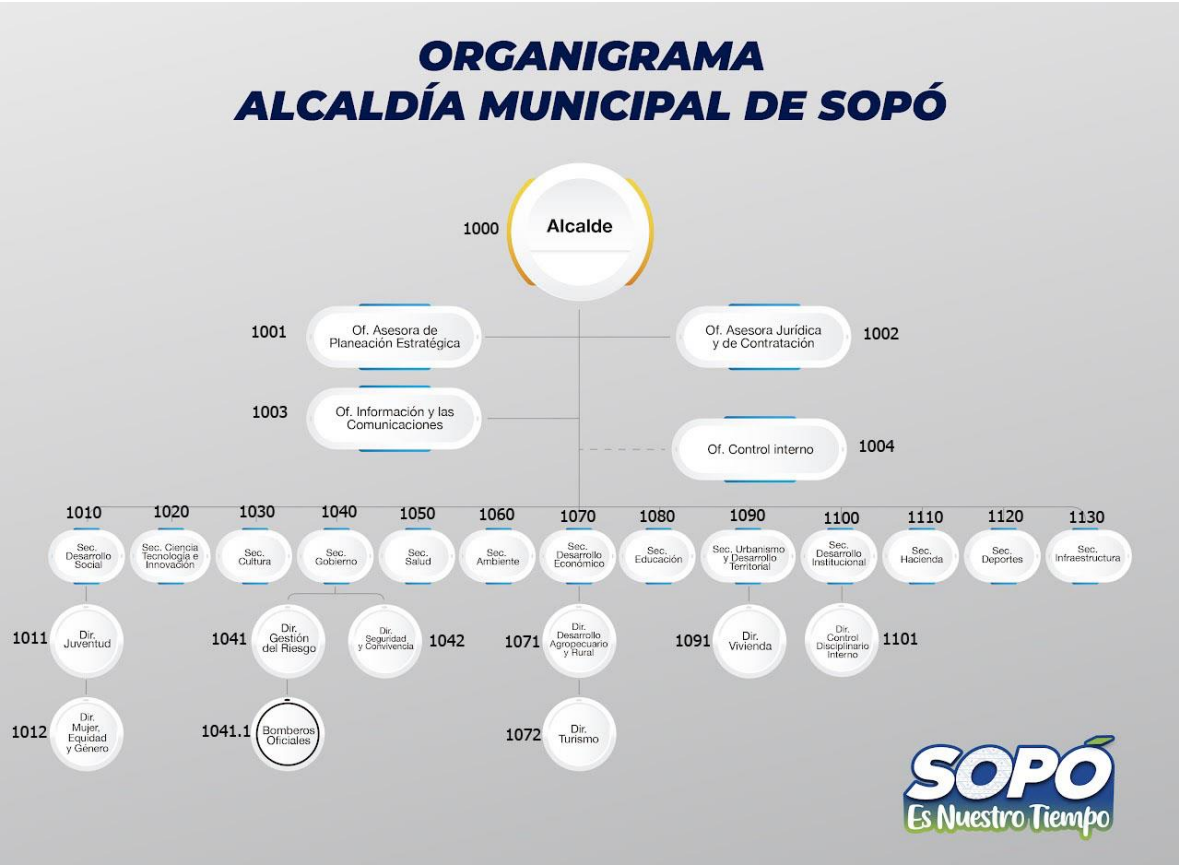 ORGANIGRAMA
ALCALDÍA MUNICIPAL DE SOPÓ
1000
Alcalde
1001
Of. Asesora de
Planeación Estratégica
Of. Asesora Jurídica
y de Contratación
1002
1003
Of. Información y las
Comunicaciones
Of. Control interno
1004
1010
1020
1030
1040
1050
1060
1070
1080
1090
1100
1110
1120
1130
Sec.
Desarrollo
Social
Sec. Ciencia
Tecnología e
Innovación
Sec.
Cultura
Sec.
Gobierno
Sec.
Salud
Sec.
Ambiente
Sec.
Desarrollo
Económico
Sec.
Educación
Sec. Urbanismo
y Desarrollo
Territorial
Sec.
Desarrollo
Institucional
Sec.
Hacienda
Sec.
Deportes
Sec.
Infraestructura
1011
Dir.
Juventud
1041
Dir.
Gestión
del Riesgo
Dir.
Seguridad
y Convivencia
1042
1071
Dir.
Desarrollo
Agropecuario
y Rural
1091
Dir.
Vivienda
Dir.
Control
Disciplinario
Interno
1101
1012
Dir.
Mujer,
Equidad
y Género
1041.1
Bomberos
Oficiales
1072
Dir.
Turismo
SOPÓ
Es Nuestro Tiempo